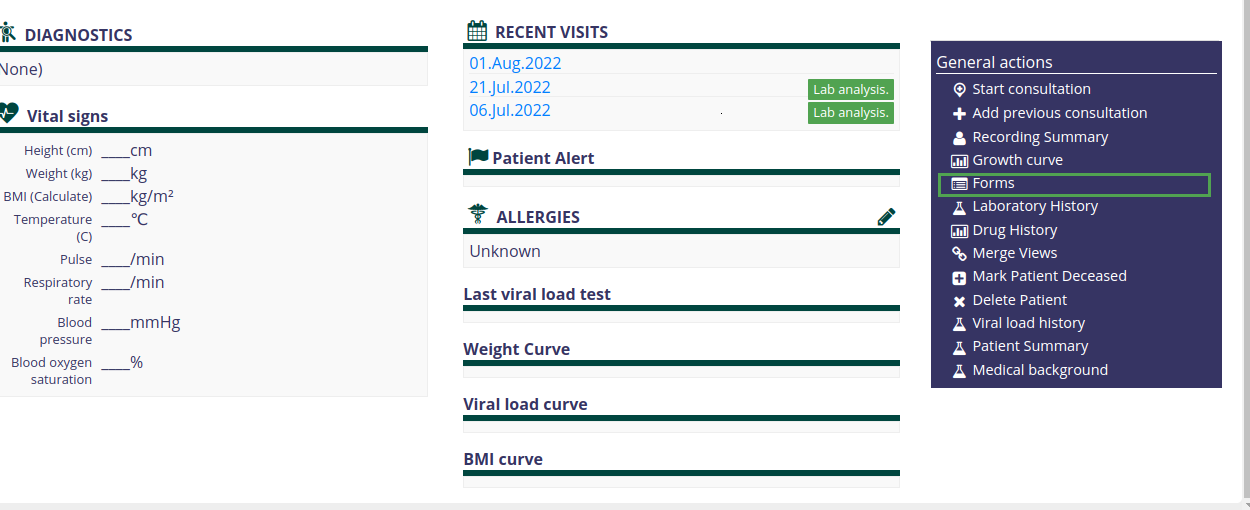 DIAGNOSTICS
None)
Vital signs
Height (cm) ____cm
Weight (kg) ____kg
BMI (Calculate) ____kg/m²
Temperature ____°C
(C)
Pulse ____/min
Respiratory ____/min
rate
Blood ____mmHg
pressure
Blood oxygen ____%
saturation
RECENT VISITS
01.Aug.2022
21.Jul.2022 Lab analysis.
06.Jul.2022 Lab analysis.
Patient Alert
ALLERGIES
Unknown
Last viral load test
Weight Curve
Viral load curve
BMI curve
General actions
Start consultation
Add previous consultation
Recording Summary
Growth curve
Forms
Laboratory History
Drug History
Merge Views
Mark Patient Deceased
Delete Patient
Viral load history
Patient Summary
Medical background